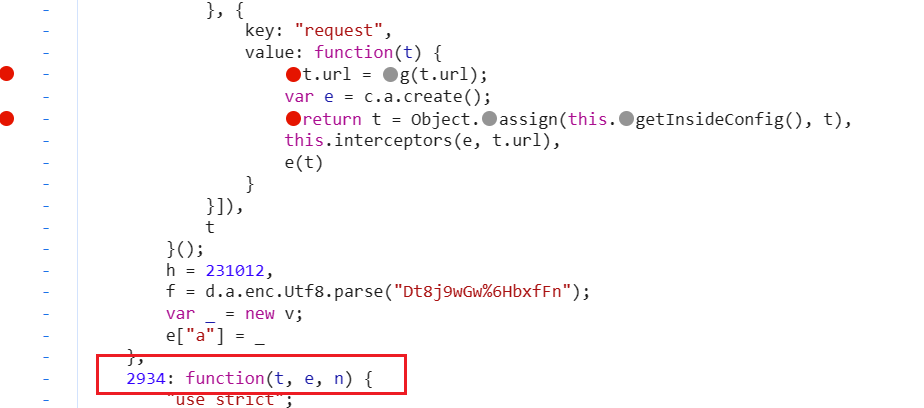 }, {
key: "request",
value: function(t) {
t.url = g(t.url);
var e = c.a.create();
return t = Object.assign(this.getInsideConfig(), t),
this.interceptors(e, t.url),
e(t)
}
}]),
t
}();
h = 231012,
f = d.a.enc.Utf8.parse("Dt8j9wGw%6HbxfFn");
var _ = new v;
e["a"] = _
},
2934: function(t, e, n) {
"use strict";